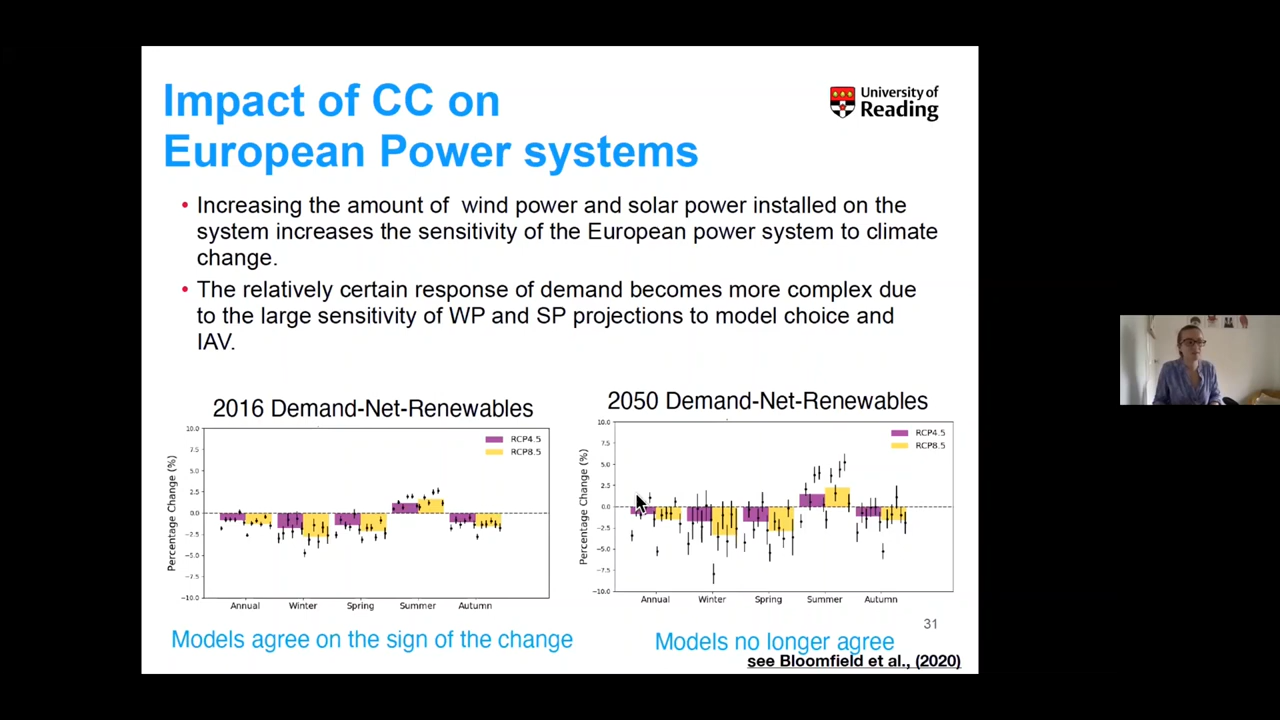 Impact of CC on
European Power systems
University of
Reading
• Increasing the amount of wind power and solar power installed on the
system increases the sensitivity of the European power system to climate
change.
• The relatively certain response of demand becomes more complex due
to the large sensitivity of WP and SP projections to model choice and
IAV.
2016 Demand-Net-Renewables
Percentage Change (%)
10.0
7.5
5.0
2.5
0.0
−2.5
−5.0
−7.5
−10.0
RCP4.5
RCP8.5
Annual Winter Spring Summer Autumn
Models agree on the sign of the change
2050 Demand-Net-Renewables
Percentage Change (%)
10.0
7.5
5.0
2.5
0.0
−2.5
−5.0
−7.5
−10.0
RCP4.5
RCP8.5
Annual Winter Spring Summer Autumn
31
Models no longer agree
see Bloomfield et al., (2020)